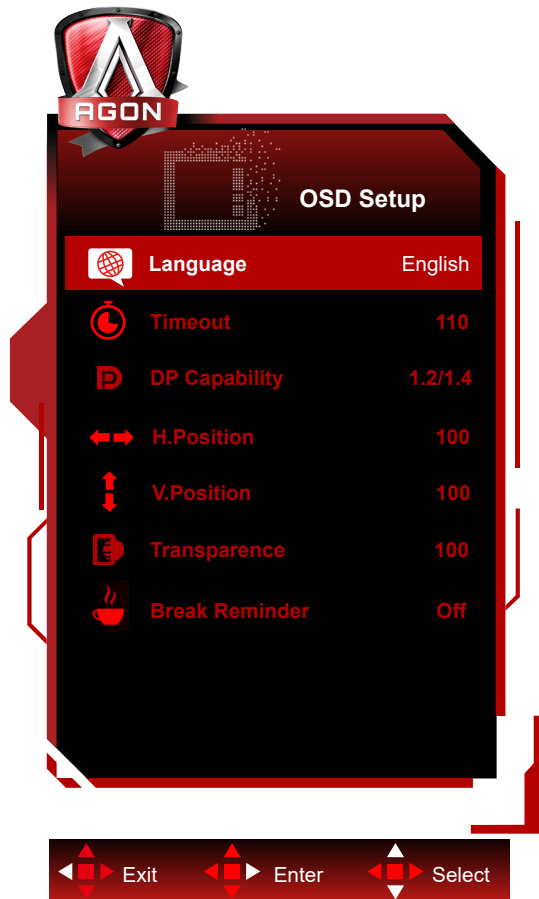 AGON
OSD Setup
Language English
Timeout 110
DP Capability 1.2/1.4
H.Position 100
V.Position 100
Transparence 100
Break Reminder Off
Exit Enter Select